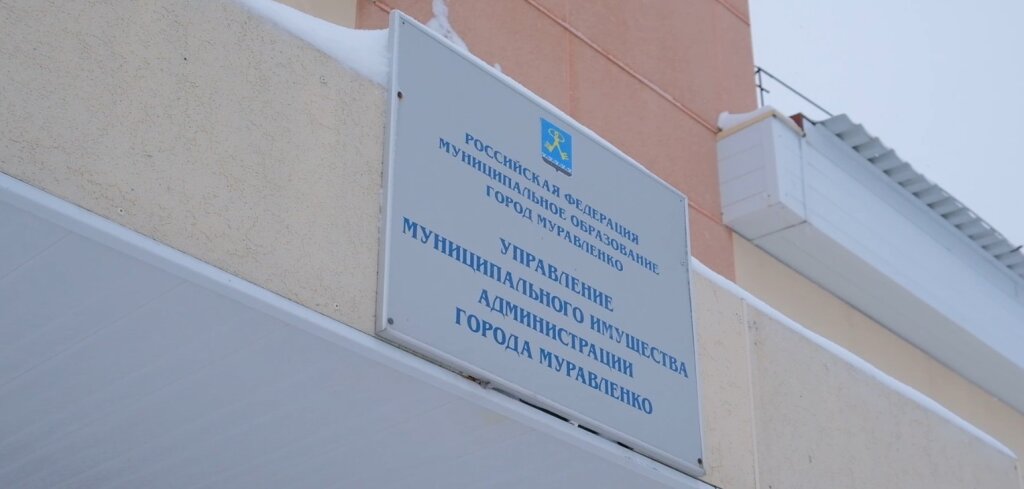 РОССИЙСКАЯ ФЕДЕРАЦИЯ
МУНИЦИПАЛЬНОЕ ОБРАЗОВАНИЕ
ГОРОД МУРАВЛЕНКО
УПРАВЛЕНИЕ
МУНИЦИПАЛЬНОГО ИМУЩЕСТВА
АДМИНИСТРАЦИИ
ГОРОДА МУРАВЛЕНКО